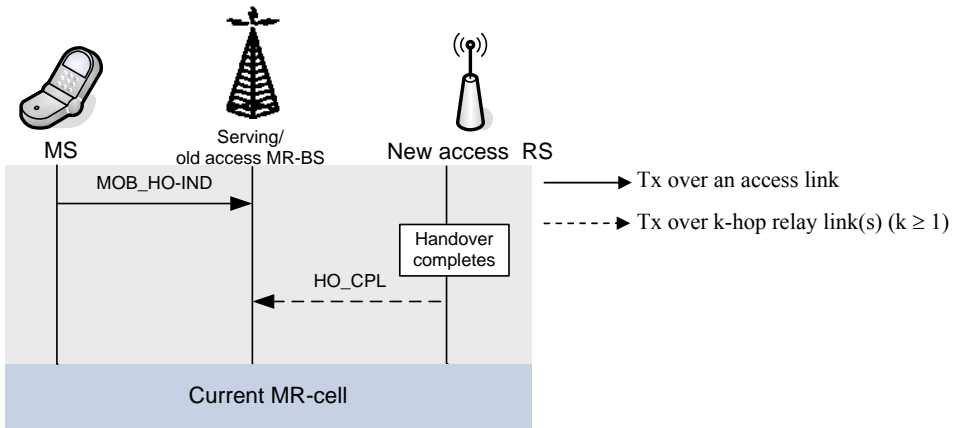 MS
Serving/
old access MR-BS
New access RS
MOB_HO-IND
Handover
completes
HO_CPL
Current MR-cell
Tx over an access link
Tx over k-hop relay link(s) (k ≥ 1)